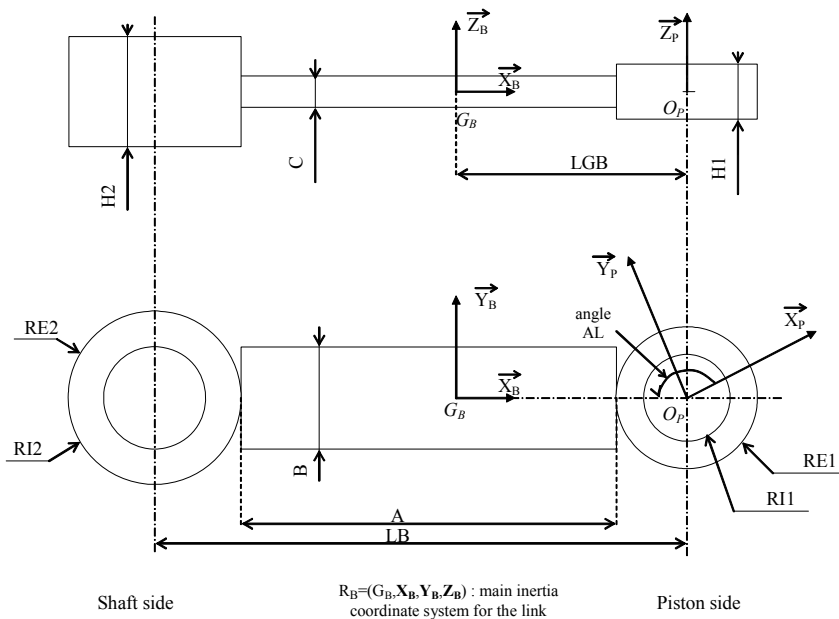 Z_B
Z_P
X_B
G_B
O_P
C
H2
LGB
H1
Y_B
Y_P
angle
AL
X_P
RE2
X_B
G_B
O_P
RI2
B
RE1
RI1
A
LB
Shaft side
R_B=(G_B,X_B,Y_B,Z_B) : main inertia
coordinate system for the link
Piston side